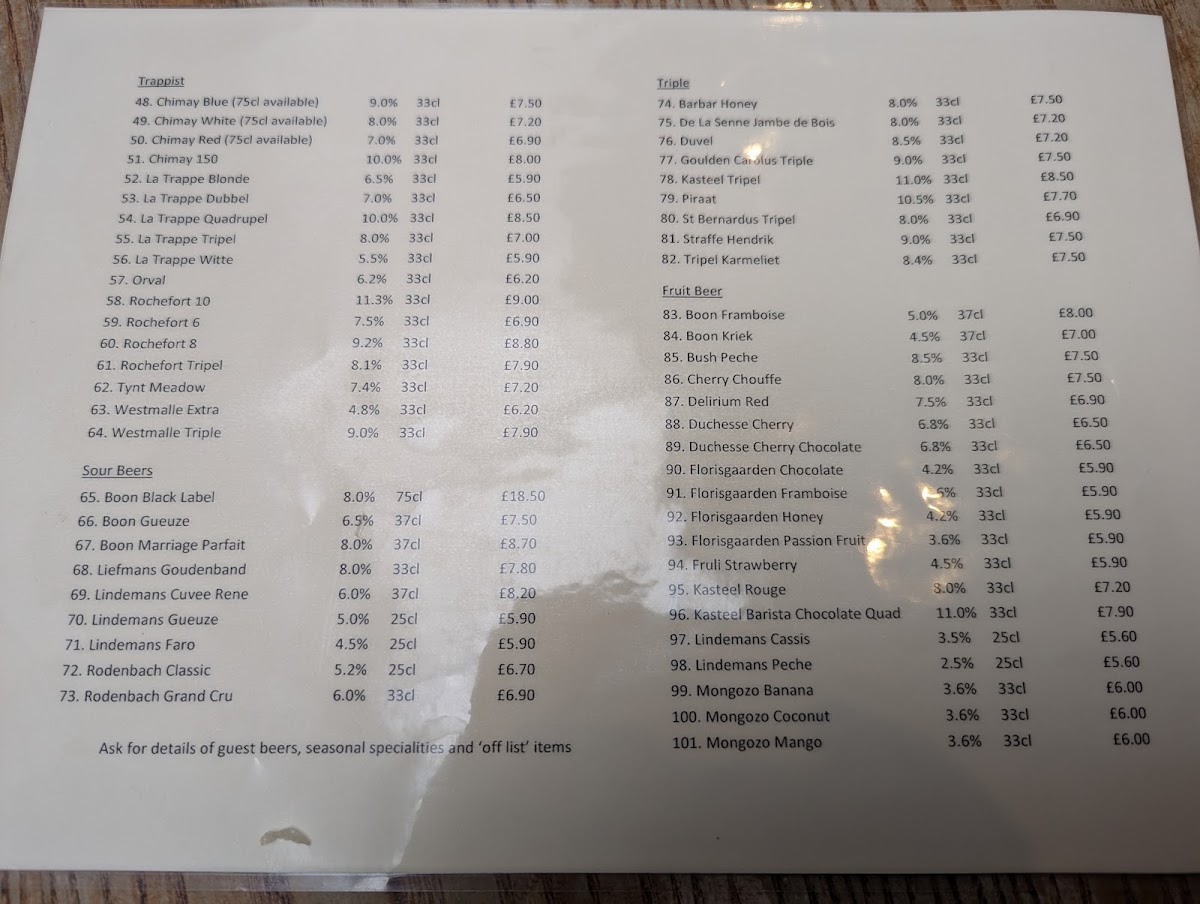 Trappist
48. Chimay Blue (75cl available) 9.0% 33cl £7.50
49. Chimay White (75cl available) 8.0% 33cl £7.20
50. Chimay Red (75cl available) 7.0% 33cl £6.90
51. Chimay 150 10.0% 33cl £8.00
52. La Trappe Blonde 6.5% 33cl £5.90
53. La Trappe Dubbel 7.0% 33cl £6.50
54. La Trappe Quadrupel 10.0% 33cl £8.50
55. La Trappe Tripel 8.0% 33cl £7.00
56. La Trappe Witte 5.5% 33cl £5.90
57. Orval 6.2% 33cl £6.20
58. Rochefort 10 11.3% 33cl £9.00
59. Rochefort 6 7.5% 33cl £6.90
60. Rochefort 8 9.2% 33cl £8.80
61. Rochefort Tripel 8.1% 33cl £7.90
62. Tynt Meadow 7.4% 33cl £7.20
63. Westmalle Extra 4.8% 33cl £6.20
64. Westmalle Triple 9.0% 33cl £7.90
Sour Beers
65. Boon Black Label 8.0% 75cl £18.50
66. Boon Gueuze 6.5% 37cl £7.50
67. Boon Marriage Parfait 8.0% 37cl £8.70
68. Liefmans Goudenband 8.0% 33cl £7.80
69. Lindemans Cuvee Rene 6.0% 37cl £8.20
70. Lindemans Gueuze 5.0% 25cl £5.90
71. Lindemans Faro 4.5% 25cl £5.90
72. Rodenbach Classic 5.2% 25cl £6.70
73. Rodenbach Grand Cru 6.0% 33cl £6.90
Ask for details of guest beers, seasonal specialities and ‘off list’ items
Triple
74. Barbar Honey 8.0% 33cl £7.50
75. De La Senne Jambe de Bois 8.0% 33cl £7.20
76. Duvel 8.5% 33cl £7.20
77. Goulden Carolus Triple 9.0% 33cl £7.50
78. Kasteel Tripel 11.0% 33cl £8.50
79. Piraat 10.5% 33cl £7.70
80. St Bernardus Tripel 8.0% 33cl £6.90
81. Straffe Hendrik 9.0% 33cl £7.50
82. Tripel Karmeliet 8.4% 33cl £7.50
Fruit Beer
83. Boon Framboise 5.0% 37cl £8.00
84. Boon Kriek 4.5% 37cl £7.00
85. Bush Peche 8.5% 33cl £7.50
86. Cherry Chouffe 8.0% 33cl £7.50
87. Delirium Red 7.5% 33cl £6.90
88. Duchesse Cherry 6.8% 33cl £6.50
89. Duchesse Cherry Chocolate 6.8% 33cl £6.50
90. Florisgaarden Chocolate 4.2% 33cl £5.90
91. Florisgaarden Framboise 33cl £5.90
92. Florisgaarden Honey 4.2% 33cl £5.90
93. Florisgaarden Passion Fruit 3.6% 33cl £5.90
94. Fruli Strawberry 4.5% 33cl £5.90
95. Kasteel Rouge 8.0% 33cl £7.20
96. Kasteel Barista Chocolate Quad 11.0% 33cl £7.90
97. Lindemans Cassis 3.5% 25cl £5.60
98. Lindemans Peche 2.5% 25cl £5.60
99. Mongozo Banana 3.6% 33cl £6.00
100. Mongozo Coconut 3.6% 33cl £6.00
101. Mongozo Mango 3.6% 33cl £6.00